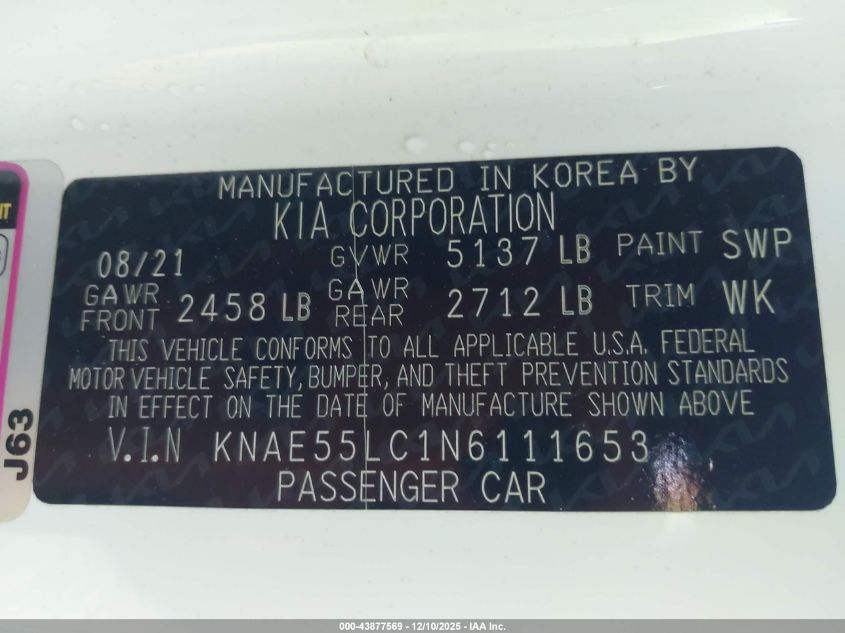 MANUFACTURED IN KOREA BY
KIA CORPORATION
08/21 GVWR 5137 LB PAINT SWP
GAWR FRONT 2458 LB GAWR REAR 2712 LB TRIM WK
THIS VEHICLE CONFORMS TO ALL APPLICABLE U.S.A. FEDERAL
MOTOR VEHICLE SAFETY, BUMPER, AND THEFT PREVENTION STANDARDS
IN EFFECT ON THE DATE OF MANUFACTURE SHOWN ABOVE
V.I.N KNAE55LC1N6111653
PASSENGER CAR
J63
000-43877569 - 12/10/2025 - IAA Inc.